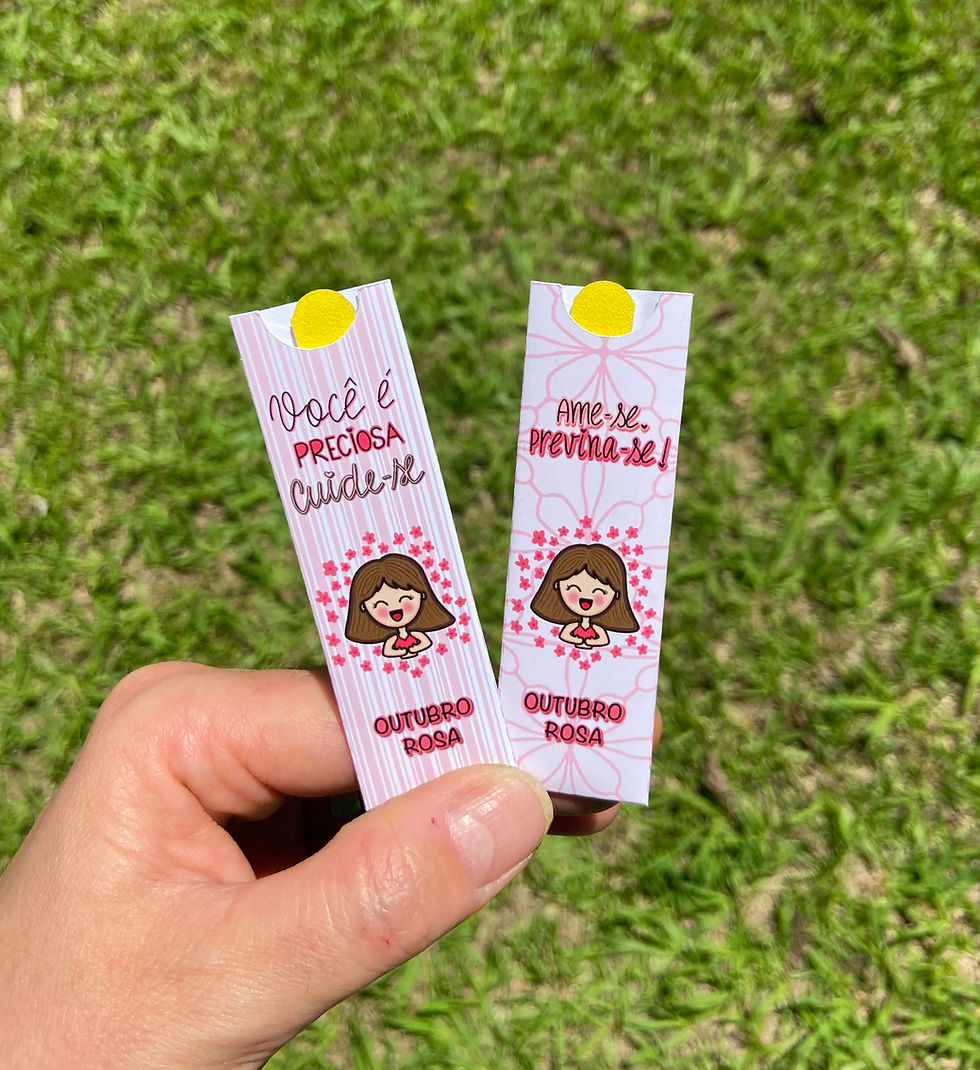 Você é
PRECIOSA
Cuide-se
OUTUBRO
ROSA
AME-SE.
PREVINA-SE!
OUTUBRO
ROSA